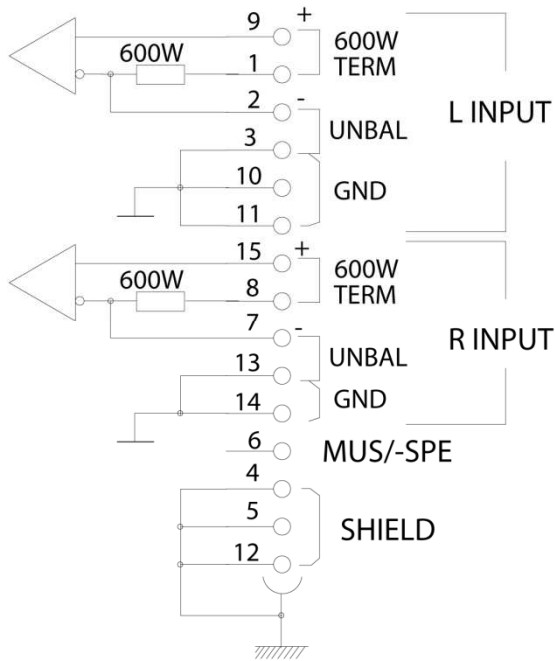 9 +
600W
600W
TERM
1
2 -
L INPUT
3
UNBAL
10
GND
11
15 +
600W
600W
TERM
8
7 -
R INPUT
13
UNBAL
14
GND
6
MUS/-SPE
4
5
SHIELD
12